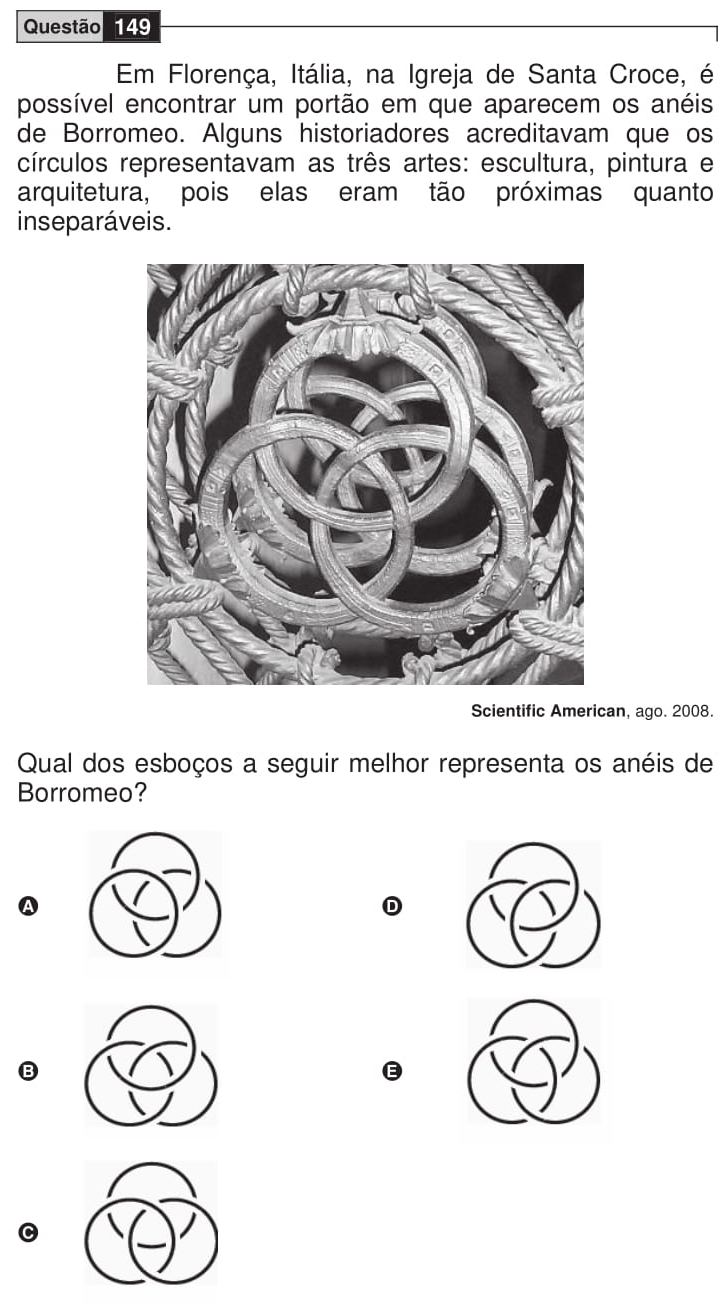 Questão 149
Em Florença, Itália, na Igreja de Santa Croce, é
possível encontrar um portão em que aparecem os anéis
de Borromeo. Alguns historiadores acreditavam que os
círculos representavam as três artes: escultura, pintura e
arquitetura, pois elas eram tão próximas quanto
inseparáveis.
Scientific American, ago. 2008.
Qual dos esboços a seguir melhor representa os anéis de
Borromeo?
A
D
B
E
C